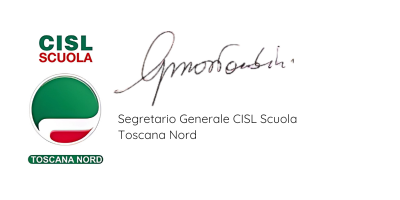 CISL
SCUOLA
Segretario Generale CISL Scuola
Toscana Nord
TOSCANA NORD